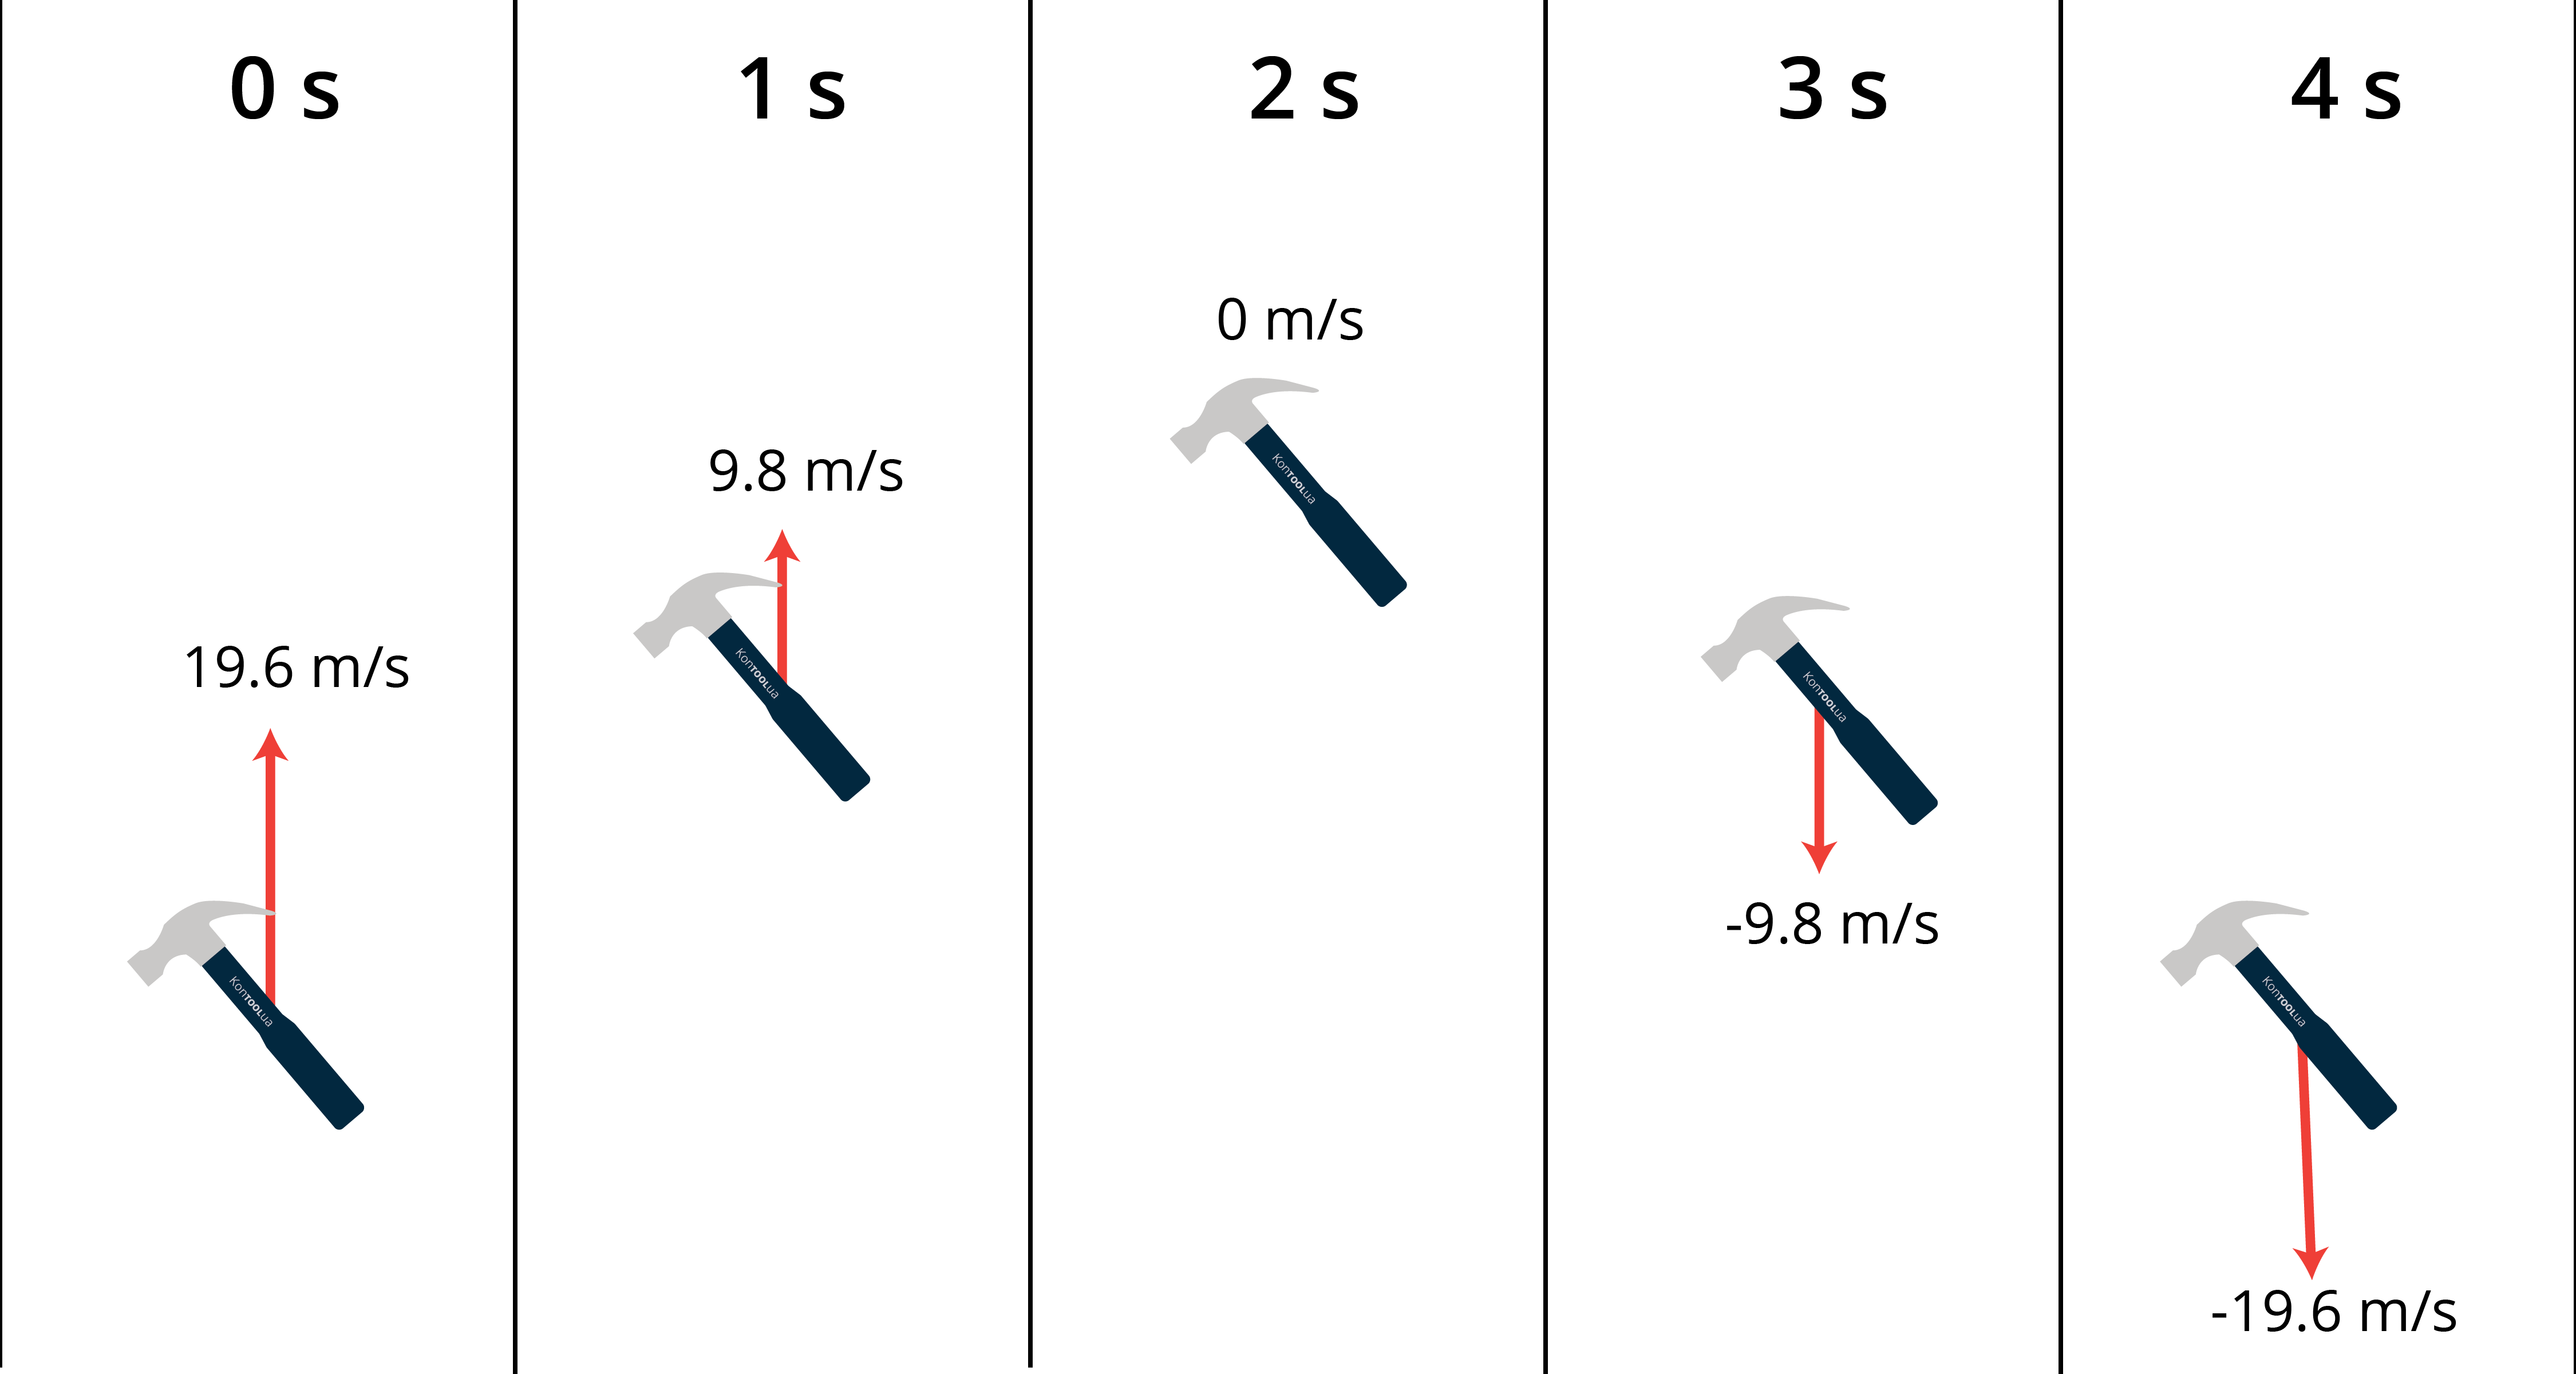 0 s
1 s
2 s
3 s
4 s
19.6 m/s
KonTOOLua
9.8 m/s
KonTOOLua
0 m/s
KonTOOLua
KonTOOLua
-9.8 m/s
KonTOOLua
-19.6 m/s